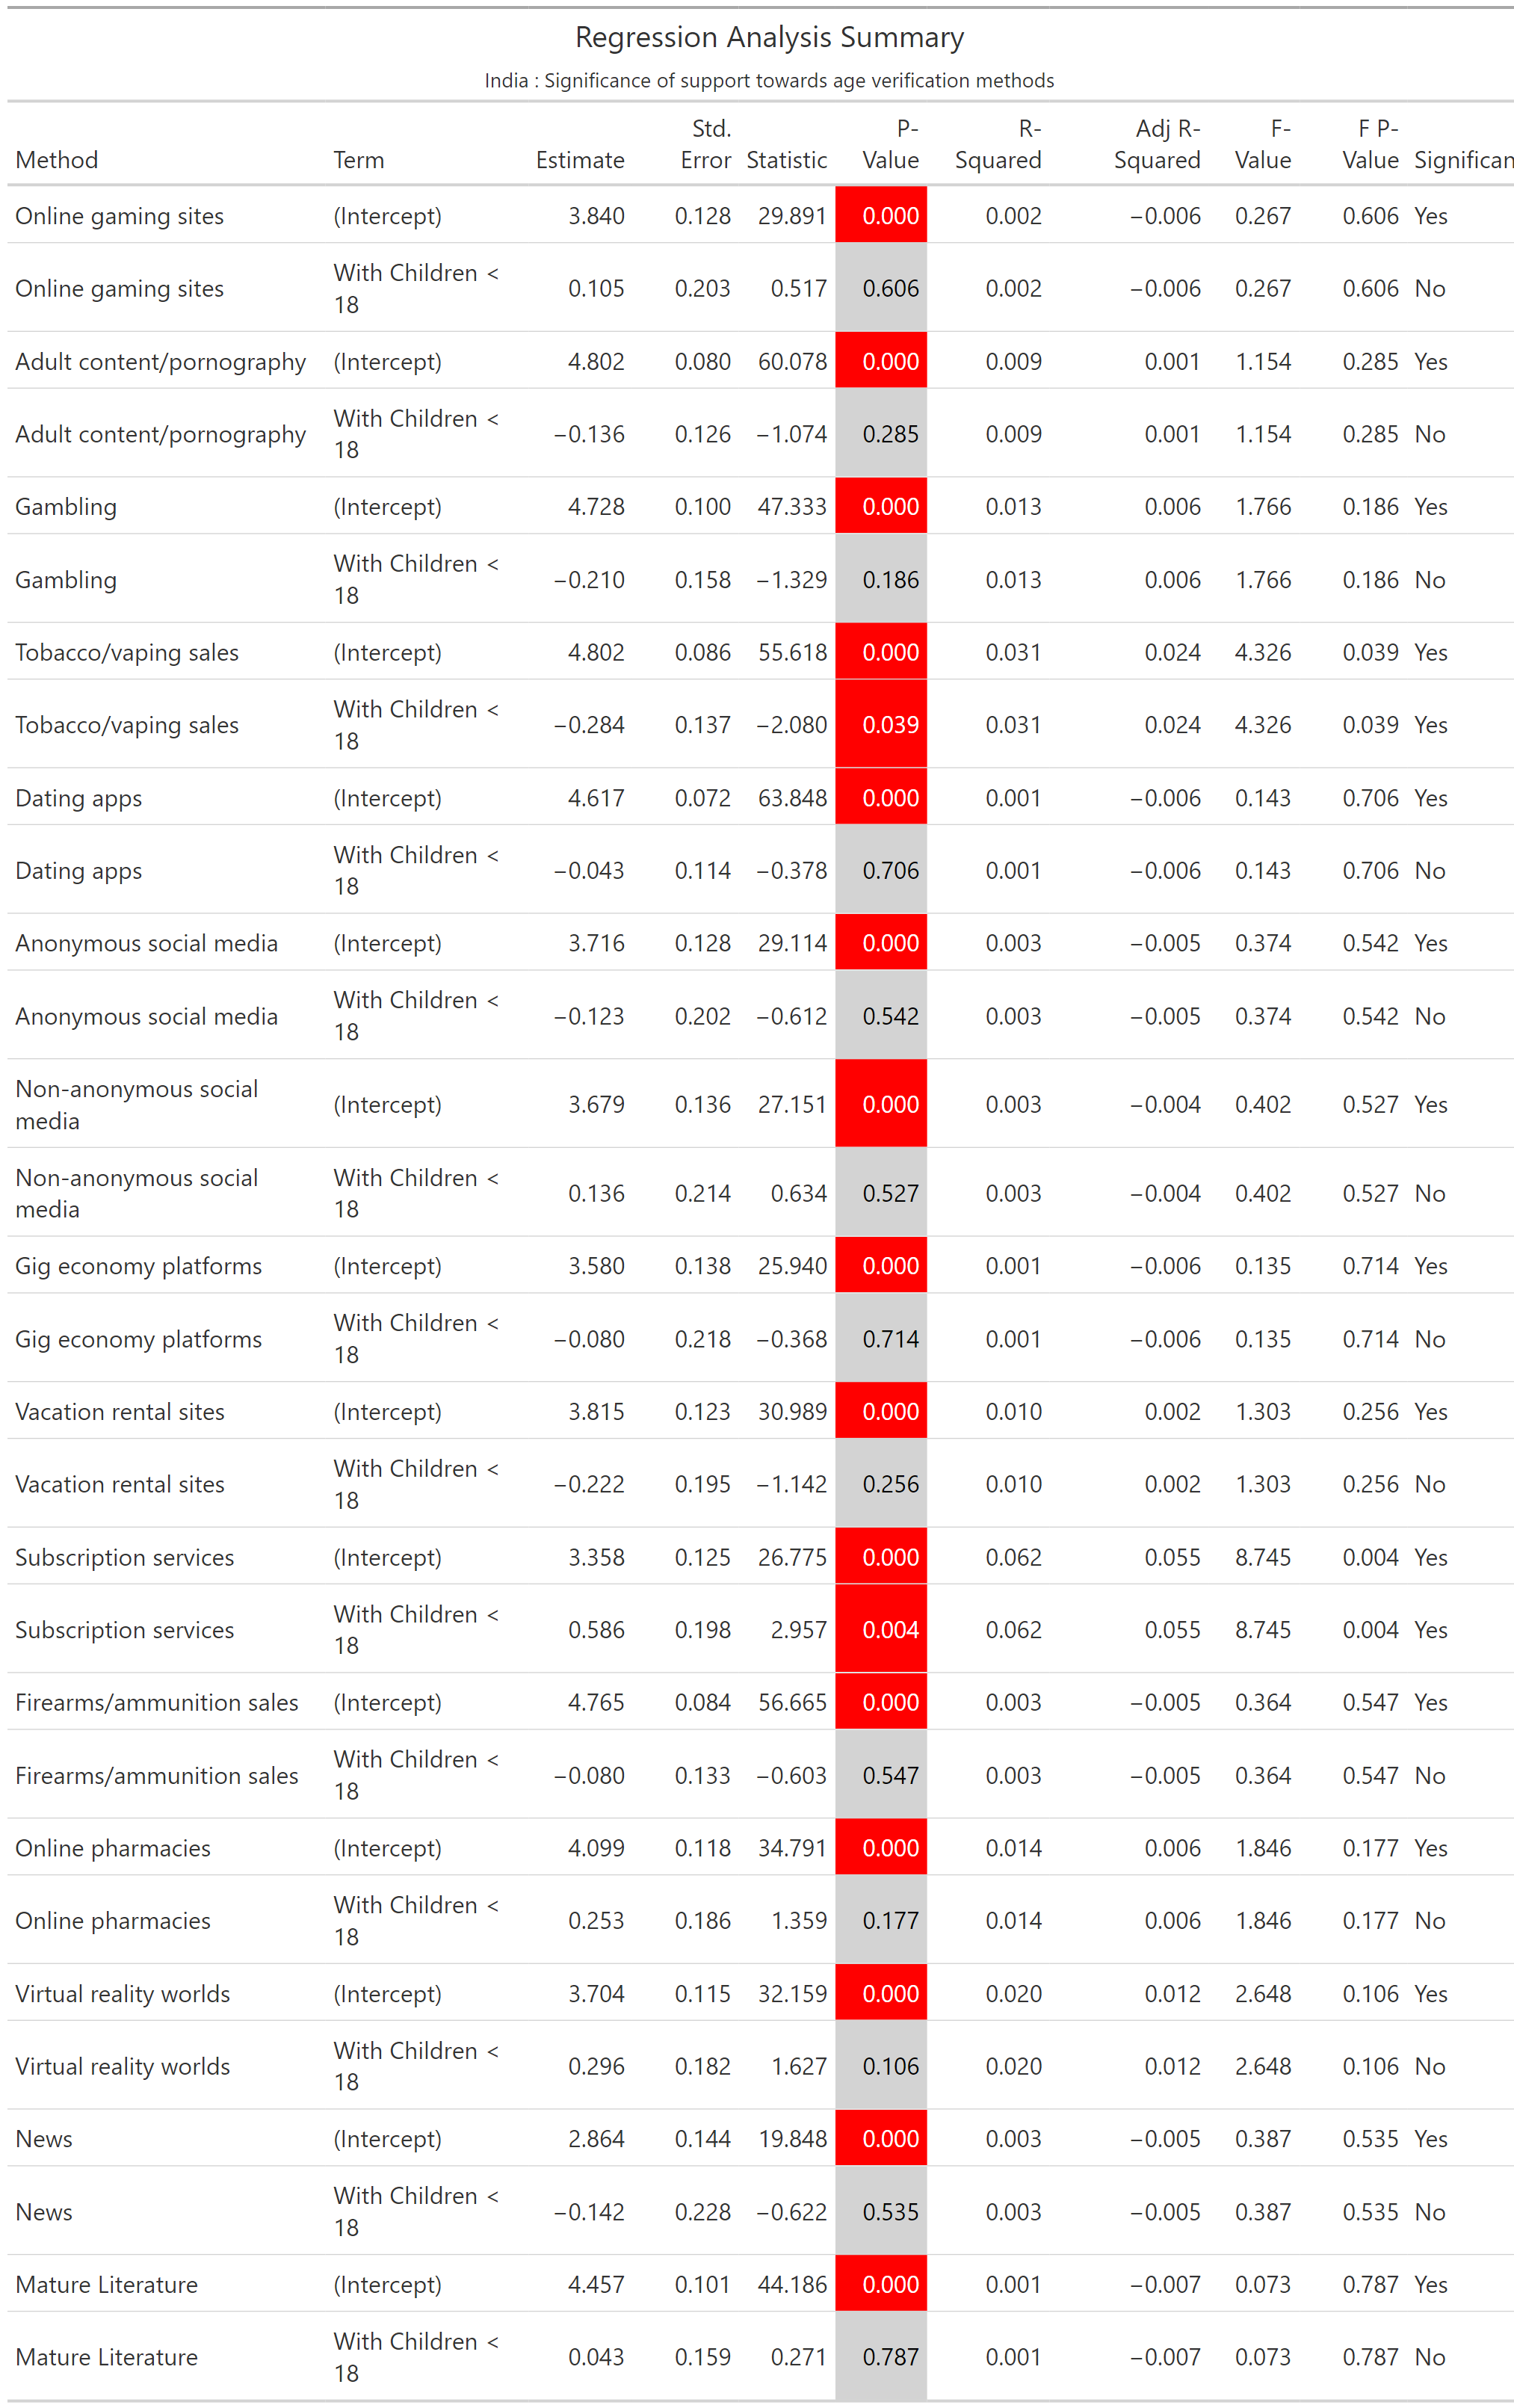 Regression Analysis Summary
India : Significance of support towards age verification methods
Method Term Estimate Std. Error Statistic P-Value R-Squared Adj R-Squared F-Value F P-Value Significan
Online gaming sites (Intercept) 3.840 0.128 29.891 0.000 0.002 −0.006 0.267 0.606 Yes
Online gaming sites With Children < 18 0.105 0.203 0.517 0.606 0.002 −0.006 0.267 0.606 No
Adult content/pornography (Intercept) 4.802 0.080 60.078 0.000 0.009 0.001 1.154 0.285 Yes
Adult content/pornography With Children < 18 −0.136 0.126 −1.074 0.285 0.009 0.001 1.154 0.285 No
Gambling (Intercept) 4.728 0.100 47.333 0.000 0.013 0.006 1.766 0.186 Yes
Gambling With Children < 18 −0.210 0.158 −1.329 0.186 0.013 0.006 1.766 0.186 No
Tobacco/vaping sales (Intercept) 4.802 0.086 55.618 0.000 0.031 0.024 4.326 0.039 Yes
Tobacco/vaping sales With Children < 18 −0.284 0.137 −2.080 0.039 0.031 0.024 4.326 0.039 Yes
Dating apps (Intercept) 4.617 0.072 63.848 0.000 0.001 −0.006 0.143 0.706 Yes
Dating apps With Children < 18 −0.043 0.114 −0.378 0.706 0.001 −0.006 0.143 0.706 No
Anonymous social media (Intercept) 3.716 0.128 29.114 0.000 0.003 −0.005 0.374 0.542 Yes
Anonymous social media With Children < 18 −0.123 0.202 −0.612 0.542 0.003 −0.005 0.374 0.542 No
Non-anonymous social media (Intercept) 3.679 0.136 27.151 0.000 0.003 −0.004 0.402 0.527 Yes
Non-anonymous social media With Children < 18 0.136 0.214 0.634 0.527 0.003 −0.004 0.402 0.527 No
Gig economy platforms (Intercept) 3.580 0.138 25.940 0.000 0.001 −0.006 0.135 0.714 Yes
Gig economy platforms With Children < 18 −0.080 0.218 −0.368 0.714 0.001 −0.006 0.135 0.714 No
Vacation rental sites (Intercept) 3.815 0.123 30.989 0.000 0.010 0.002 1.303 0.256 Yes
Vacation rental sites With Children < 18 −0.222 0.195 −1.142 0.256 0.010 0.002 1.303 0.256 No
Subscription services (Intercept) 3.358 0.125 26.775 0.000 0.062 0.055 8.745 0.004 Yes
Subscription services With Children < 18 0.586 0.198 2.957 0.004 0.062 0.055 8.745 0.004 Yes
Firearms/ammunition sales (Intercept) 4.765 0.084 56.665 0.000 0.003 −0.005 0.364 0.547 Yes
Firearms/ammunition sales With Children < 18 −0.080 0.133 −0.603 0.547 0.003 −0.005 0.364 0.547 No
Online pharmacies (Intercept) 4.099 0.118 34.791 0.000 0.014 0.006 1.846 0.177 Yes
Online pharmacies With Children < 18 0.253 0.186 1.359 0.177 0.014 0.006 1.846 0.177 No
Virtual reality worlds (Intercept) 3.704 0.115 32.159 0.000 0.020 0.012 2.648 0.106 Yes
Virtual reality worlds With Children < 18 0.296 0.182 1.627 0.106 0.020 0.012 2.648 0.106 No
News (Intercept) 2.864 0.144 19.848 0.000 0.003 −0.005 0.387 0.535 Yes
News With Children < 18 −0.142 0.228 −0.622 0.535 0.003 −0.005 0.387 0.535 No
Mature Literature (Intercept) 4.457 0.101 44.186 0.000 0.001 −0.007 0.073 0.787 Yes
Mature Literature With Children < 18 0.043 0.159 0.271 0.787 0.001 −0.007 0.073 0.787 No